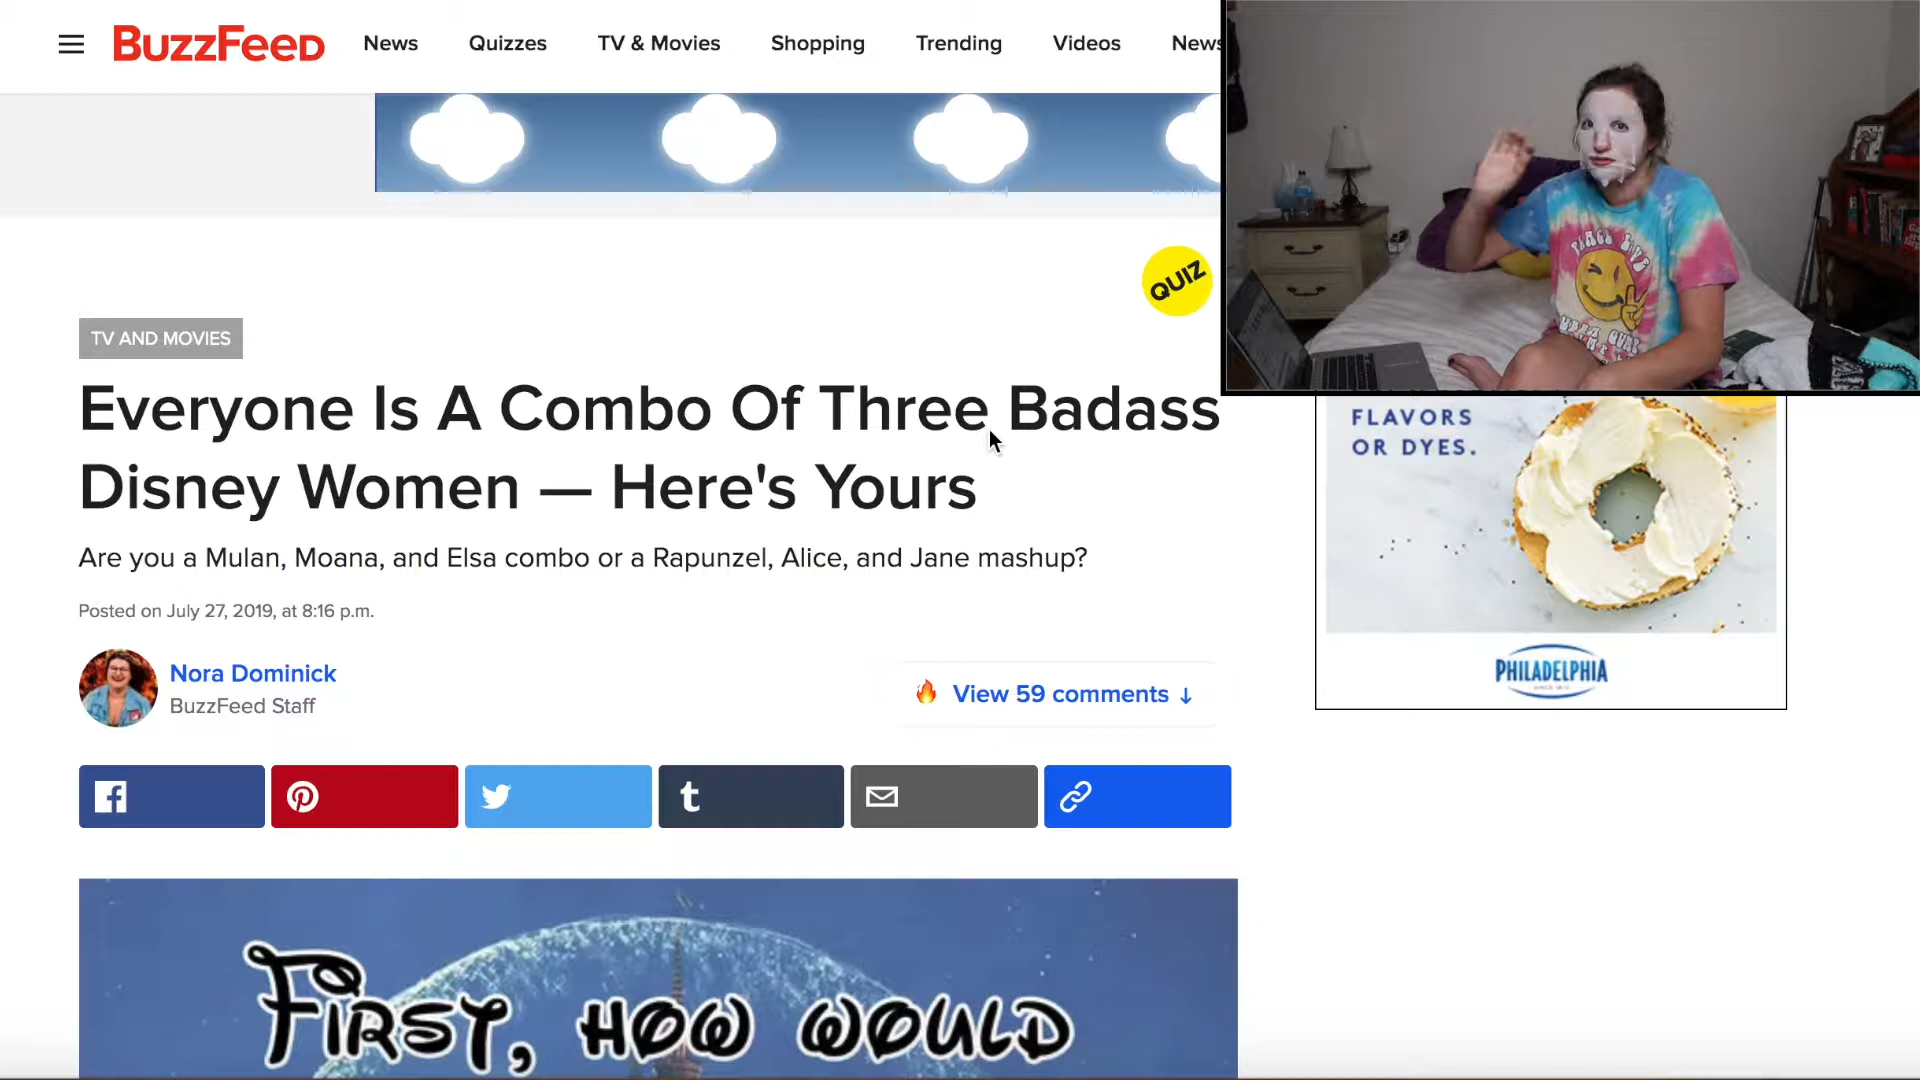 BuzzFeed
News
Quizzes
TV & Movies
Shopping
Trending
Videos
News
QUIZ
TV AND MOVIES
Everyone Is A Combo Of Three Badass
Disney Women — Here's Yours
Are you a Mulan, Moana, and Elsa combo or a Rapunzel, Alice, and Jane mashup?
Posted on July 27, 2019, at 8:16 p.m.
Nora Dominick
BuzzFeed Staff
View 59 comments ↓
FLAVORS
OR DYES.
PHILADELPHIA
FIRST, HOW WOULD